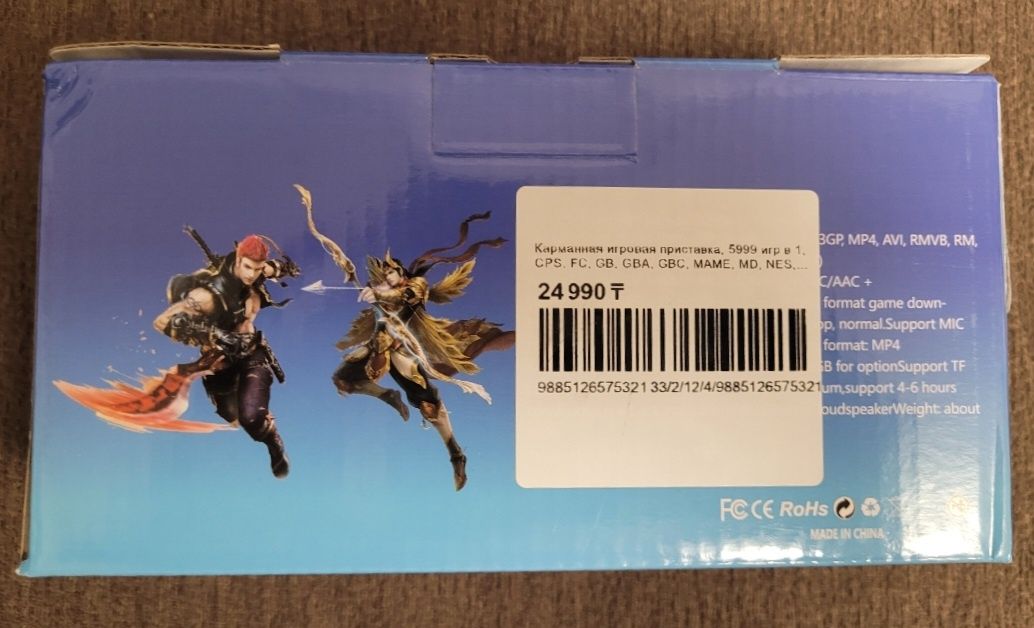 Карманная игровая приставка, 5999 игр в 1,
CPS, FC, GB, GBA, GBC, MAME, MD, NES,...
24 990 ₸
9885126575321 33/2/12/4/9885126575321
3GP, MP4, AVI, RMVB, RM,
)
C/AAC +
format game down-
op, normal.Support MIC
format: MP4
GB for optionSupport TF
um,support 4-6 hours
oudspeakerWeight: about
FC CE RoHs
MADE IN CHINA